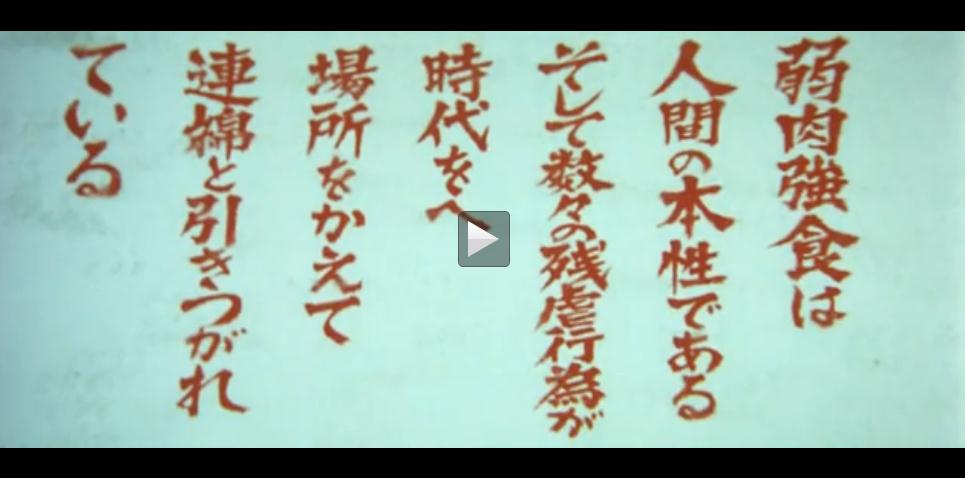 弱肉強食は
人間の本性である
そして数々の残虐行為が
時代をへ
場所をかえて
連綿と引きつがれ
ている